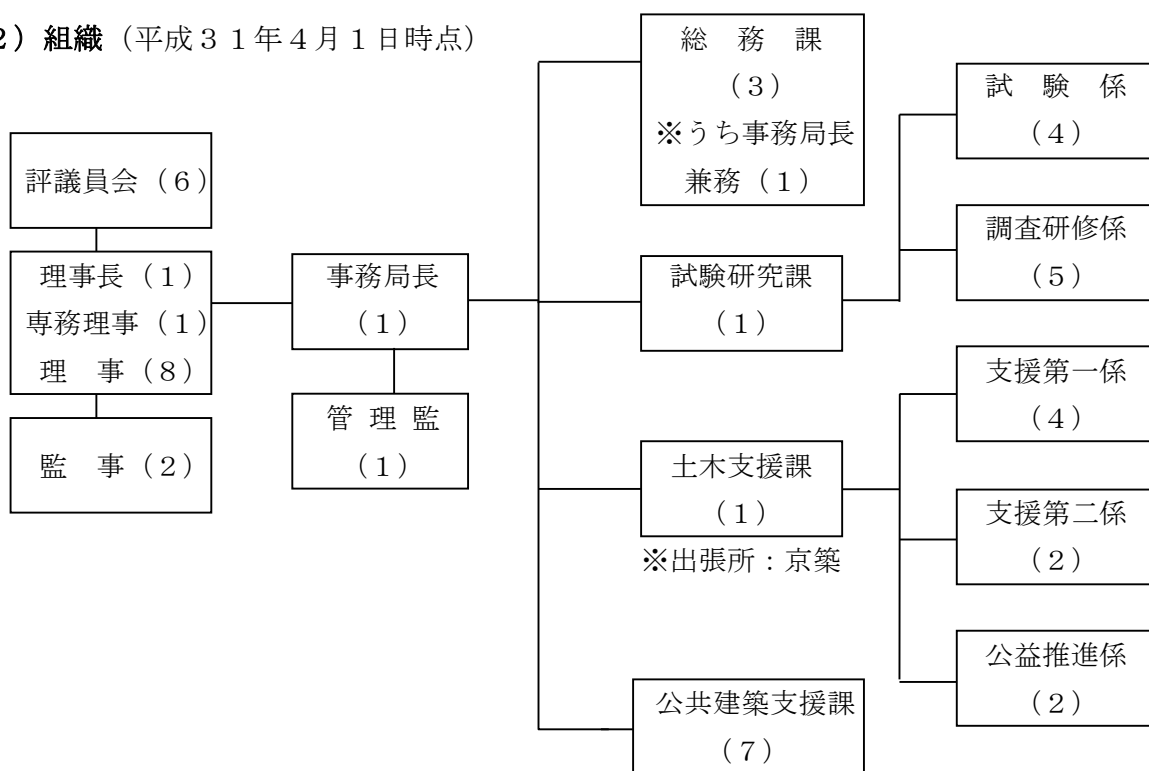 ２）組織（平成３１年４月１日時点）
評議員会（６）
理事長（１）
専務理事（１）
理　事（８）
監　事（２）
事務局長
（１）
管 理 監
（１）
総　務　課
（３）
※うち事務局長
兼務（１）
試験研究課
（１）
土木支援課
（１）
※出張所：京築
公共建築支援課
（７）
試　験　係
（４）
調査研修係
（５）
支援第一係
（４）
支援第二係
（２）
公益推進係
（２）